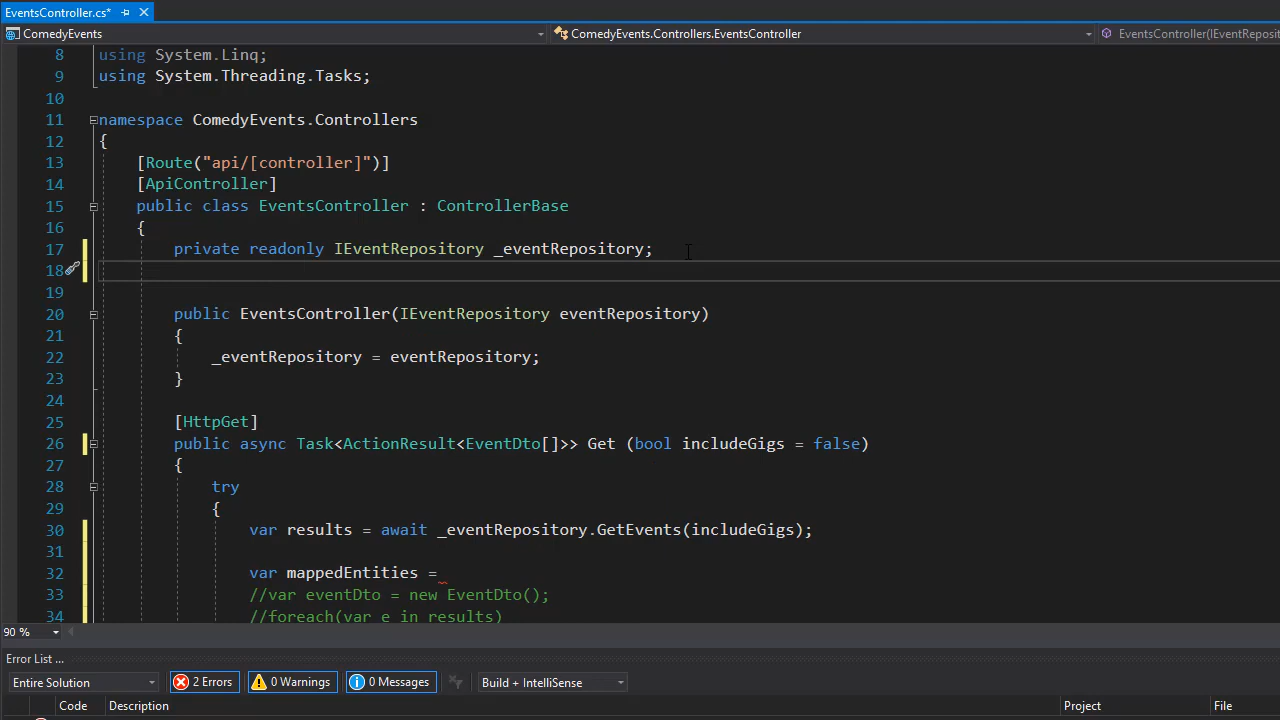 EventsController.cs*
ComedyEvents ComedyEvents.Controllers.EventsController EventsController(IEventReposit
8 using System.Linq;
9 using System.Threading.Tasks;
10
11 namespace ComedyEvents.Controllers
12 {
13 [Route("api/[controller]")]
14 [ApiController]
15 public class EventsController : ControllerBase
16 {
17 private readonly IEventRepository _eventRepository;
18
19
20 public EventsController(IEventRepository eventRepository)
21 {
22 _eventRepository = eventRepository;
23 }
24
25 [HttpGet]
26 public async Task<ActionResult<EventDto[]>> Get (bool includeGigs = false)
27 {
28 try
29 {
30 var results = await _eventRepository.GetEvents(includeGigs);
31
32 var mappedEntities =
33 //var eventDto = new EventDto();
34 //foreach(var e in results)
90 %
Error List ...
Entire Solution 2 Errors 0 Warnings 0 Messages Build + IntelliSense
Code Description Project File